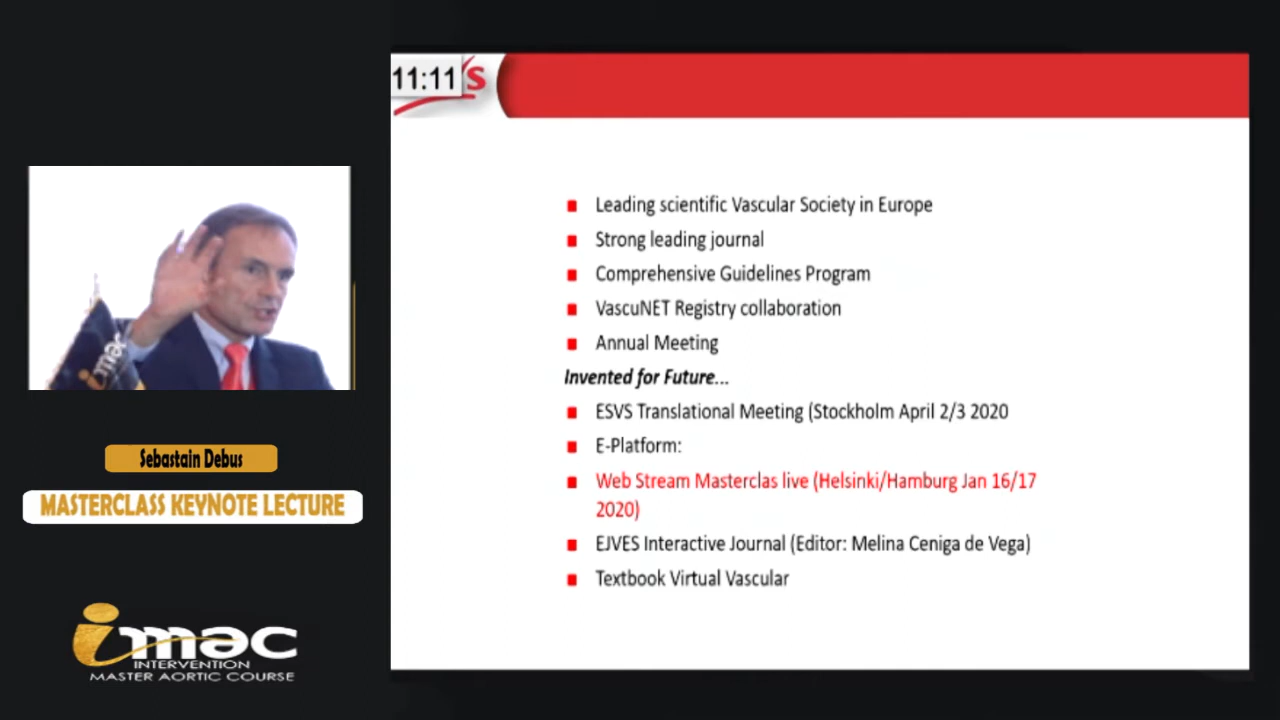 11:11
s
Leading scientific Vascular Society in Europe
Strong leading journal
Comprehensive Guidelines Program
VascuNET Registry collaboration
Annual Meeting
Invented for Future...
ESVS Translational Meeting (Stockholm April 2/3 2020
E-Platform:
Web Stream Masterclas live (Helsinki/Hamburg Jan 16/17
2020)
EJVES Interactive Journal (Editor: Melina Ceniga de Vega)
Textbook Virtual Vascular
imac
Sebastain Debus
MASTERCLASS KEYNOTE LECTURE
imac
INTERVENTION
MASTER AORTIC COURSE